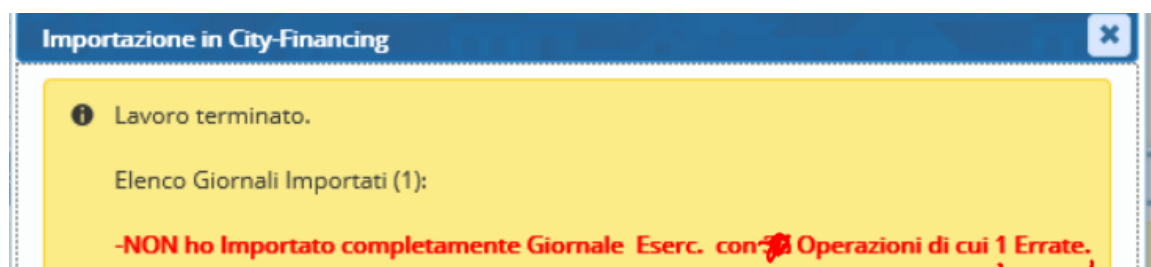 Importazione in City-Financing
Lavoro terminato.
Elenco Giornali Importati (1):
-NON ho Importato completamente Giornale Eserc. con Operazioni di cui 1 Errate.